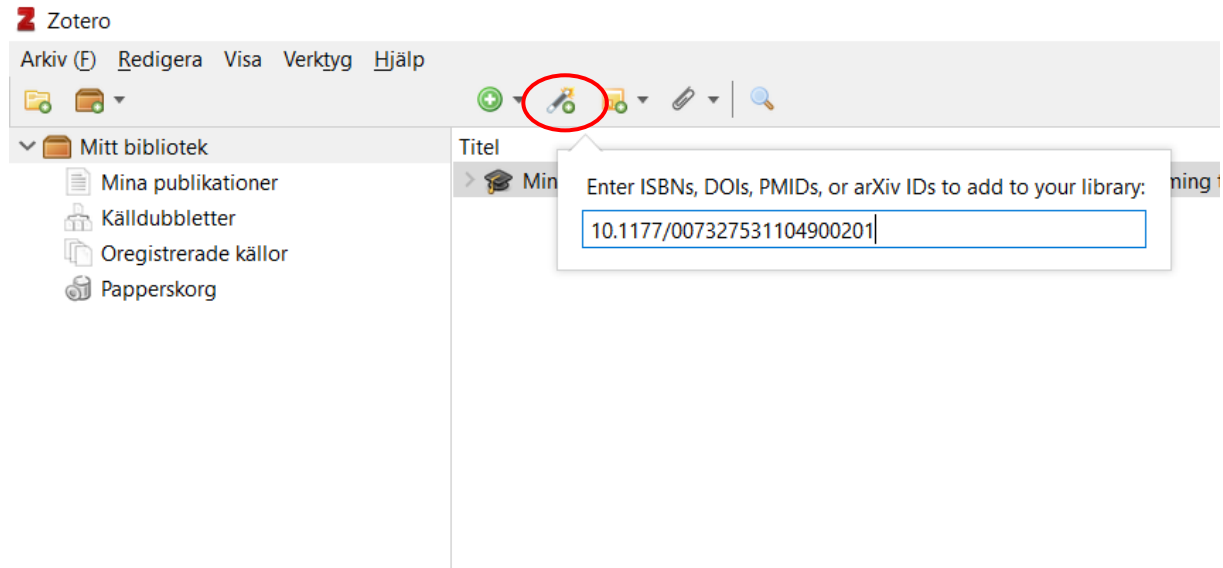 Zotero
Arkiv (F) Redigera Visa Verktyg Hjälp
Mitt bibliotek
Mina publikationer
Källdubbletter
Oregistrerade källor
Papperskorg
Titel
Min
Enter ISBNs, DOIs, PMIDs, or arXiv IDs to add to your library:
10.1177/007327531104900201